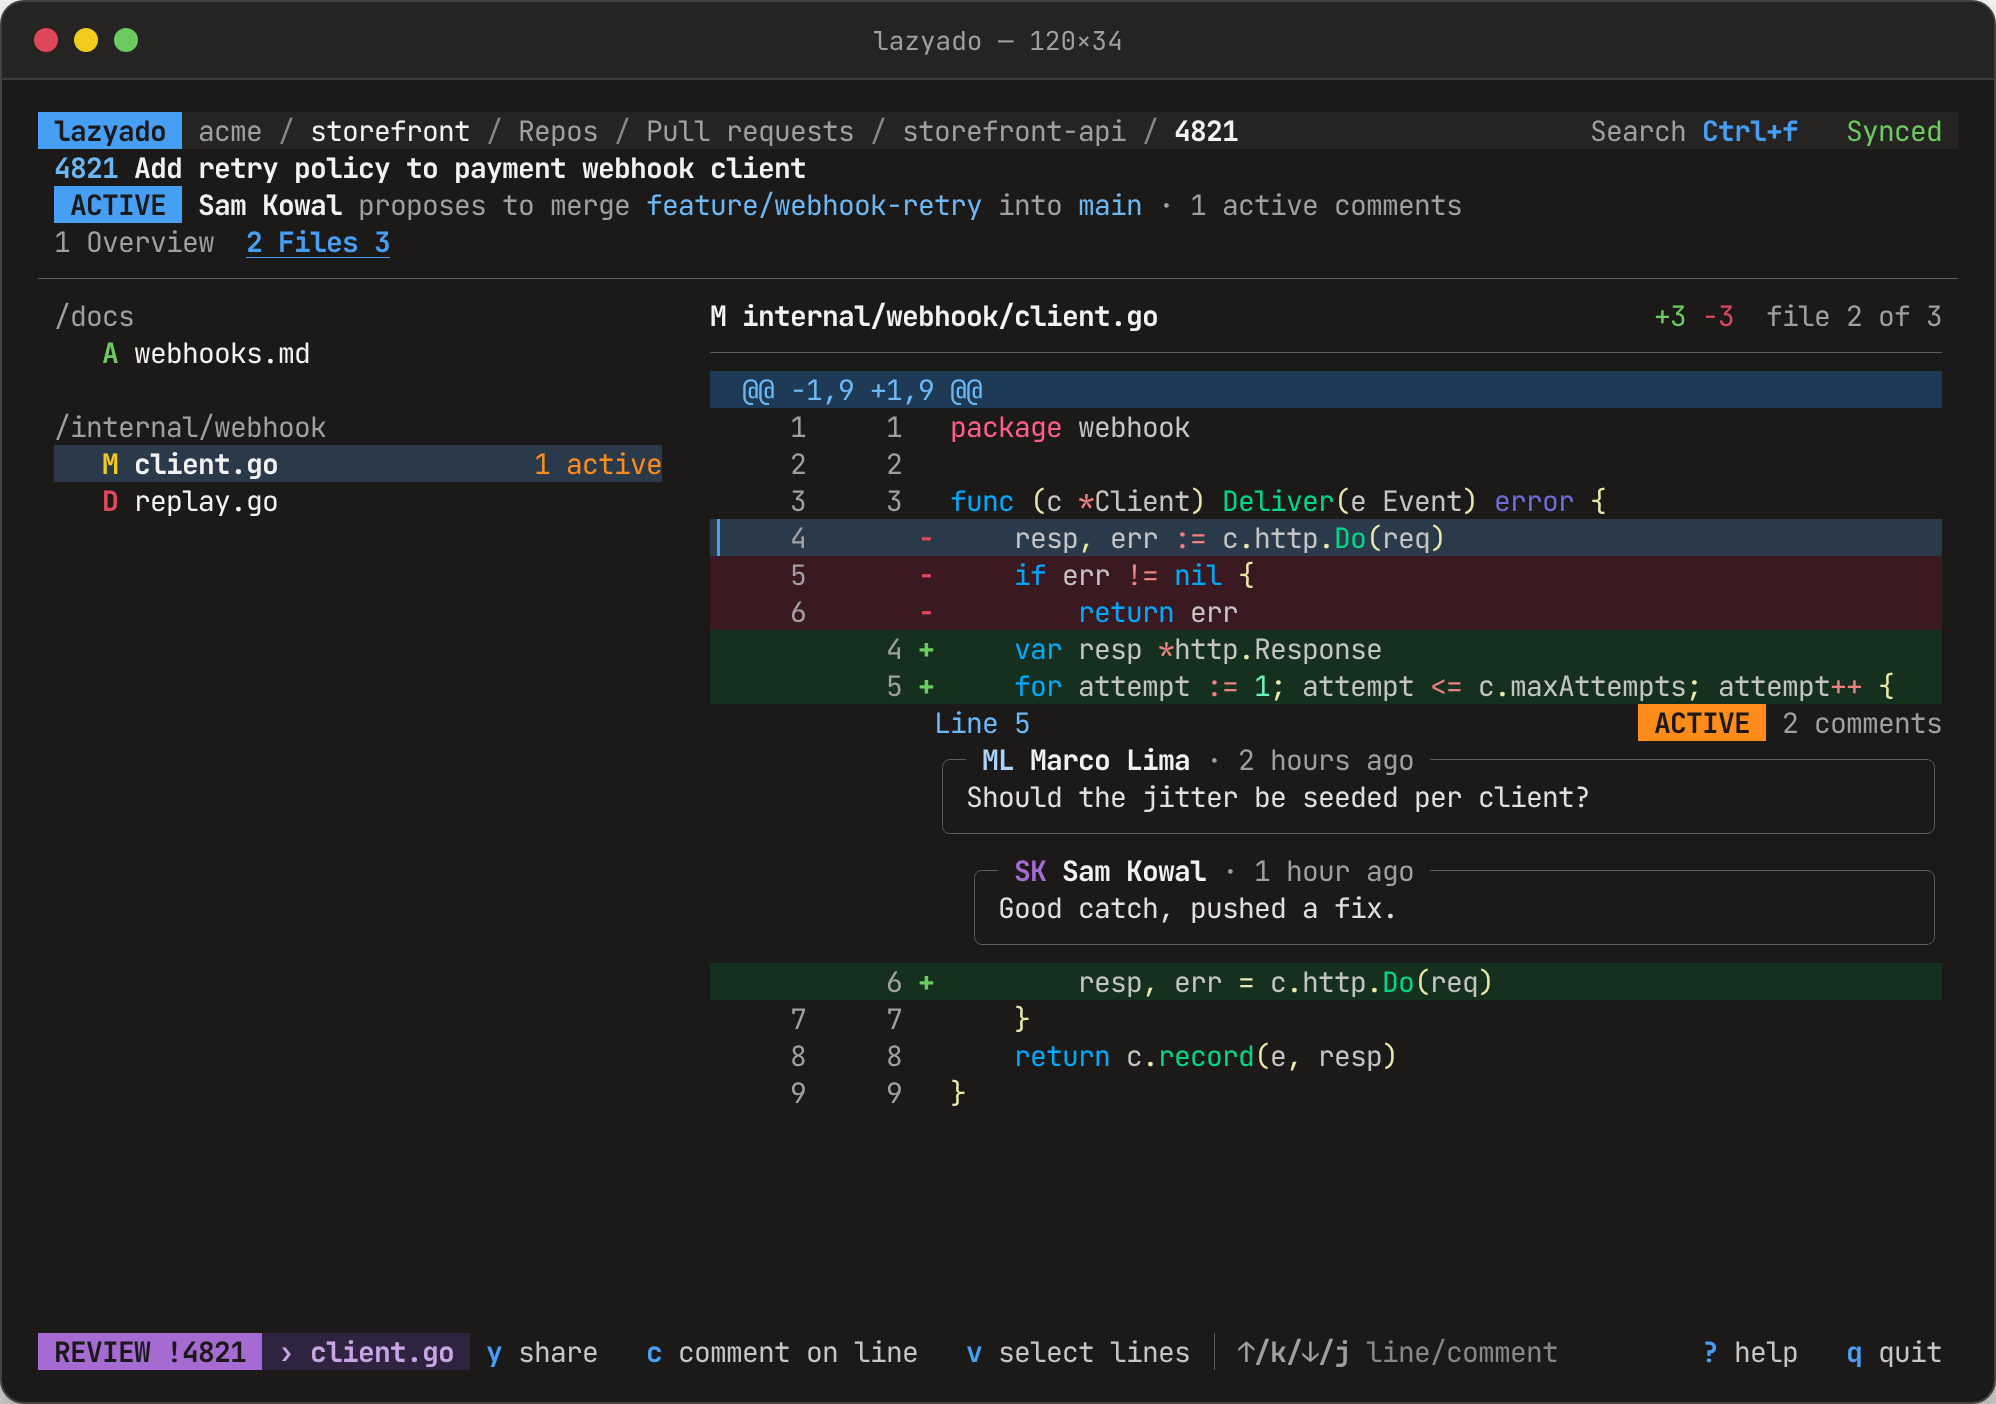 lazyado — 120×34
lazyado acme / storefront / Repos / Pull requests / storefront-api / 4821 Search Ctrl+f Synced
4821 Add retry policy to payment webhook client
ACTIVE Sam Kowal proposes to merge feature/webhook-retry into main · 1 active comments
1 Overview 2 Files 3
/docs
A webhooks.md
/internal/webhook
M client.go 1 active
D replay.go
M internal/webhook/client.go +3 -3 file 2 of 3
@@ -1,9 +1,9 @@
1 1 package webhook
2 2
3 3 func (c *Client) Deliver(e Event) error {
4 - resp, err := c.http.Do(req)
5 - if err != nil {
6 - return err
4 + var resp *http.Response
5 + for attempt := 1; attempt <= c.maxAttempts; attempt++ {
Line 5 ACTIVE 2 comments
ML Marco Lima · 2 hours ago
Should the jitter be seeded per client?
SK Sam Kowal · 1 hour ago
Good catch, pushed a fix.
6 + resp, err = c.http.Do(req)
7 7 }
8 8 return c.record(e, resp)
9 9 }
REVIEW !4821 › client.go y share c comment on line v select lines │ ↑/k/↓/j line/comment ? help q quit